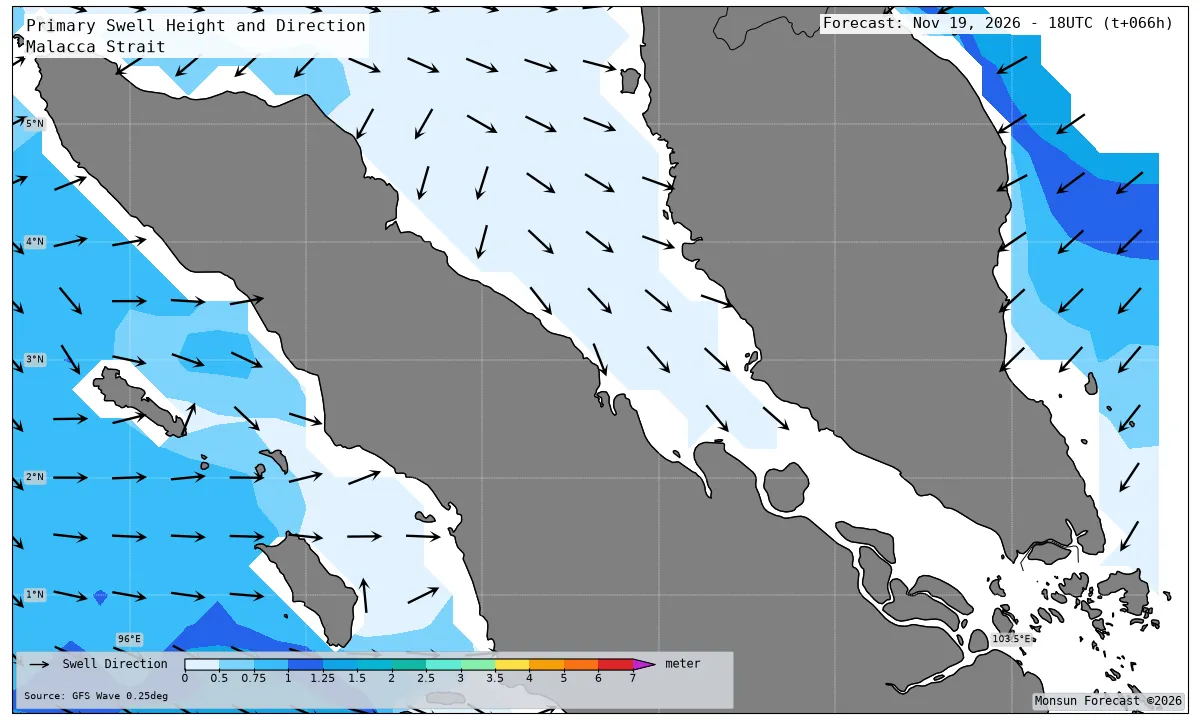 Primary Swell Height and Direction
Malacca Strait
Forecast: Nov 19, 2026 - 18UTC (t+066h)
5°N
4°N
3°N
2°N
1°N
96°E
103.5°E
Swell Direction
0 0.5 0.75 1 1.25 1.5 2 2.5 3 3.5 4 5 6 7
meter
Source: GFS Wave 0.25deg
Monsun Forecast ©2026